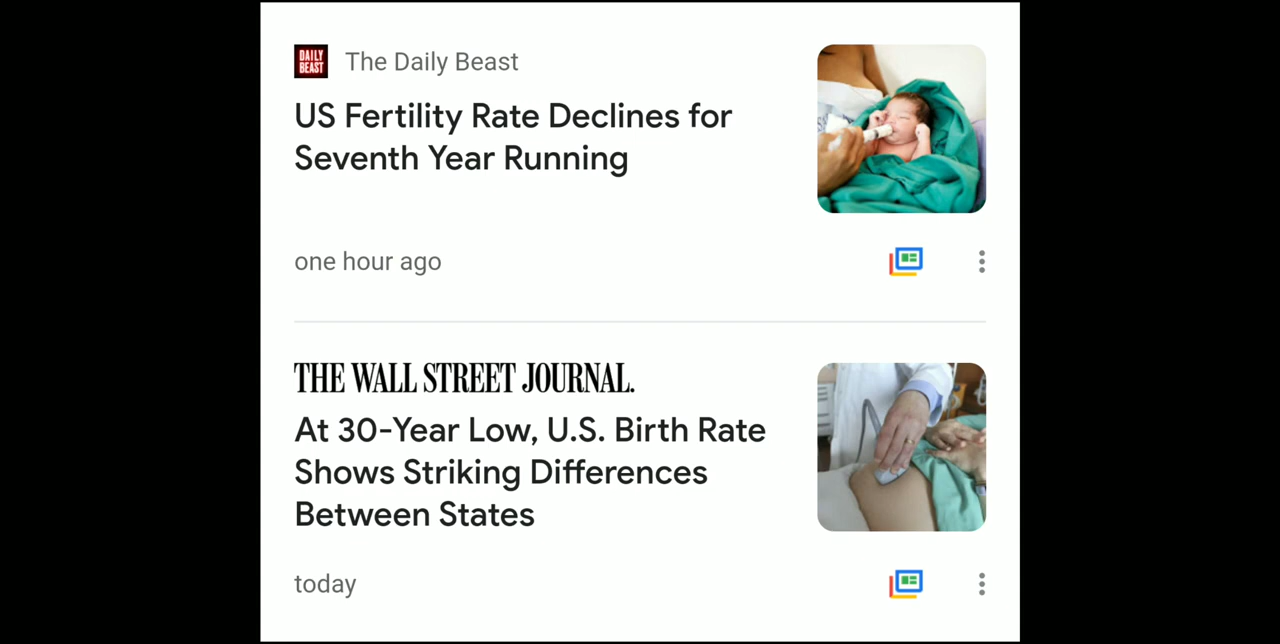 DAILY
BEAST
The Daily Beast
US Fertility Rate Declines for
Seventh Year Running
one hour ago
THE WALL STREET JOURNAL.
At 30-Year Low, U.S. Birth Rate
Shows Striking Differences
Between States
today